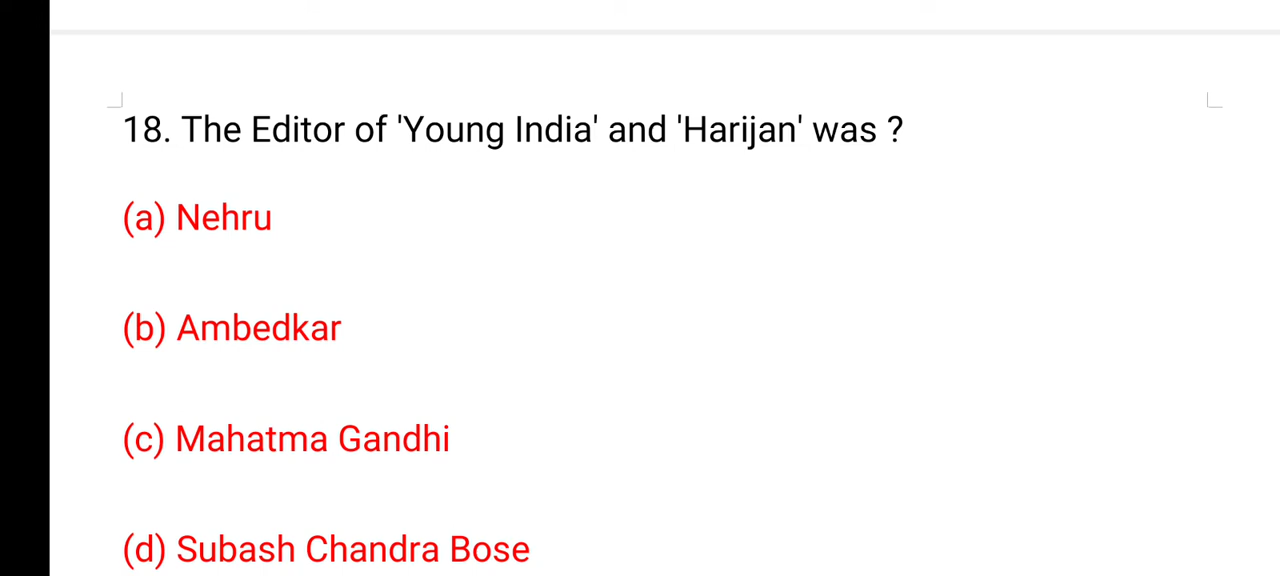 18. The Editor of 'Young India' and 'Harijan' was ?
(a) Nehru
(b) Ambedkar
(c) Mahatma Gandhi
(d) Subash Chandra Bose